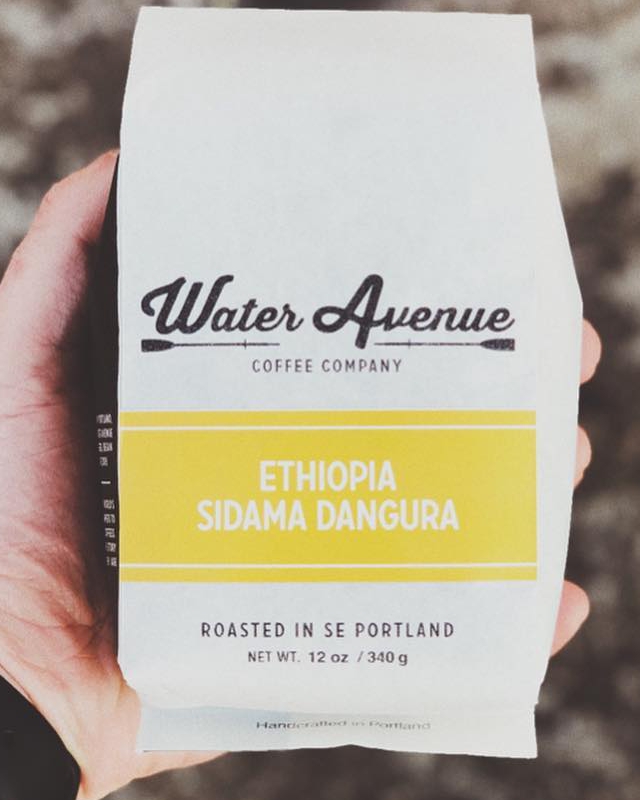 Water Avenue
COFFEE COMPANY
ETHIOPIA
SIDAMA DANGURA
ROASTED IN SE PORTLAND
NET WT. 12 oz / 340 g
Handcrafted in Portland